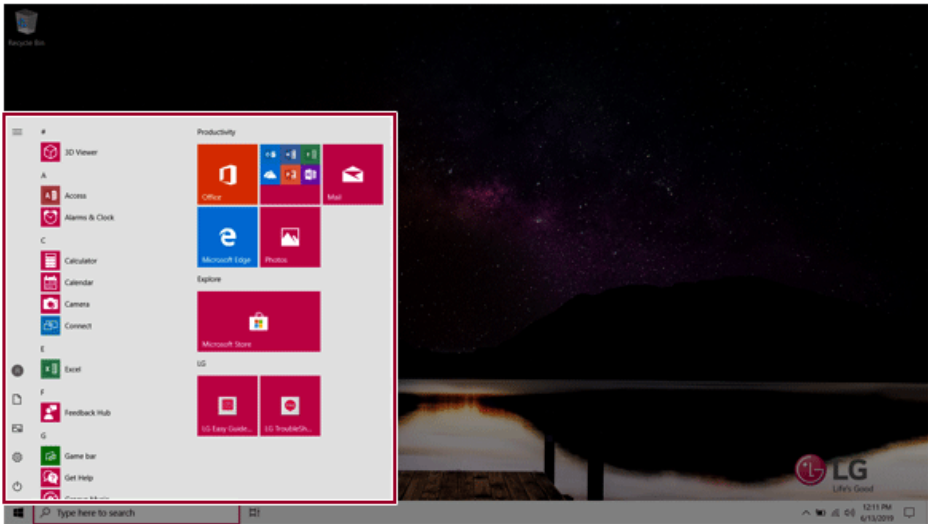 Recycle Bin
#
3D Viewer
A
Access
Alarms & Clock
C
Calculator
Calendar
Camera
Connect
E
Excel
F
Feedback Hub
G
Game bar
Get Help
Groove Music
Productivity
Office
Mail
Microsoft Edge
Photos
Explore
Microsoft Store
LG
LG Easy Guide...
LG TroubleSh...
LG
Life's Good
Type here to search
12:11 PM
6/13/2019